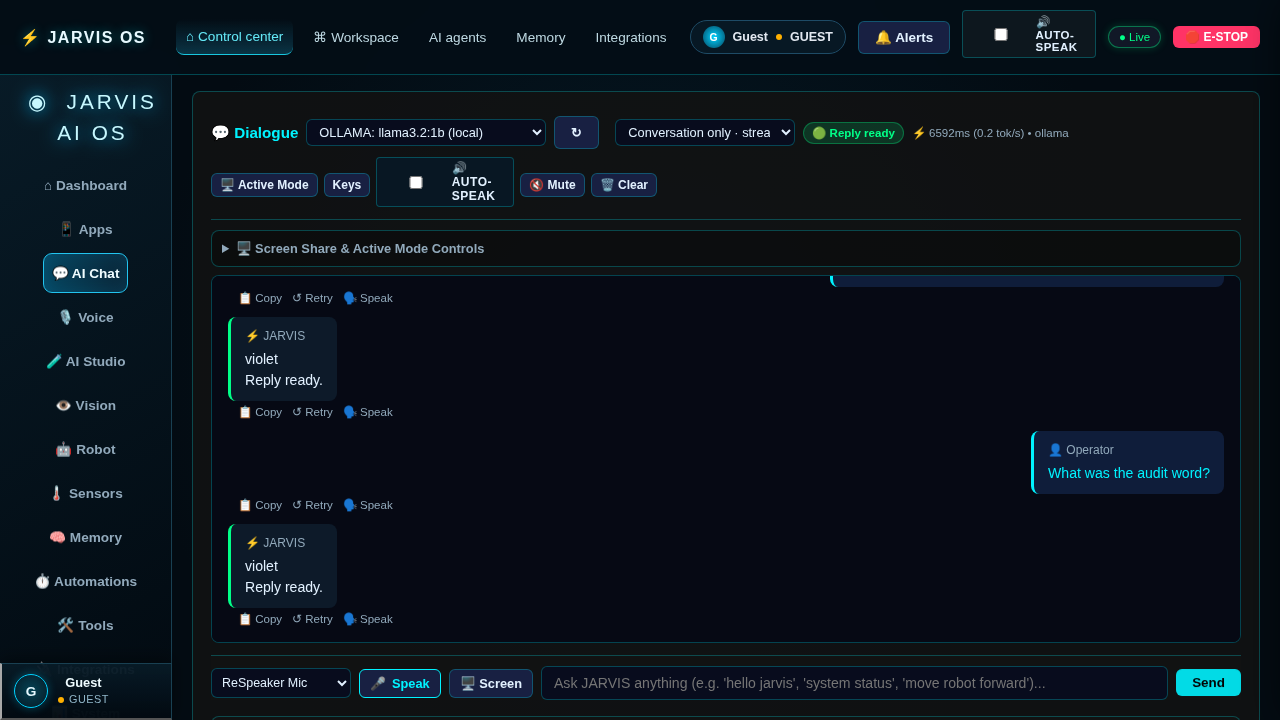 ⚡ JARVIS OS
⌂ Control center
⌘ Workspace
AI agents
Memory
Integrations
G Guest ● GUEST
🔔 Alerts
🔊 AUTO-SPEAK
● Live
🛑 E-STOP
◉ JARVIS
AI OS
⌂ Dashboard
📱 Apps
💬 AI Chat
🎙️ Voice
🧪 AI Studio
👁️ Vision
🤖 Robot
🌡️ Sensors
🧠 Memory
⏱️ Automations
🛠️ Tools
Integrations
G Guest
● GUEST
💬 Dialogue
OLLAMA: llama3.2:1b (local)
↻
Conversation only · strea
🟢 Reply ready
⚡ 6592ms (0.2 tok/s) • ollama
🖥️ Active Mode
Keys
🔊 AUTO-SPEAK
🔇 Mute
🗑️ Clear
▶ 🖥️ Screen Share & Active Mode Controls
📋 Copy ↺ Retry 🗣️ Speak
⚡ JARVIS
violet
Reply ready.
📋 Copy ↺ Retry 🗣️ Speak
👤 Operator
What was the audit word?
📋 Copy ↺ Retry 🗣️ Speak
⚡ JARVIS
violet
Reply ready.
📋 Copy ↺ Retry 🗣️ Speak
ReSpeaker Mic
🎤 Speak
🖥️ Screen
Ask JARVIS anything (e.g. 'hello jarvis', 'system status', 'move robot forward')...
Send